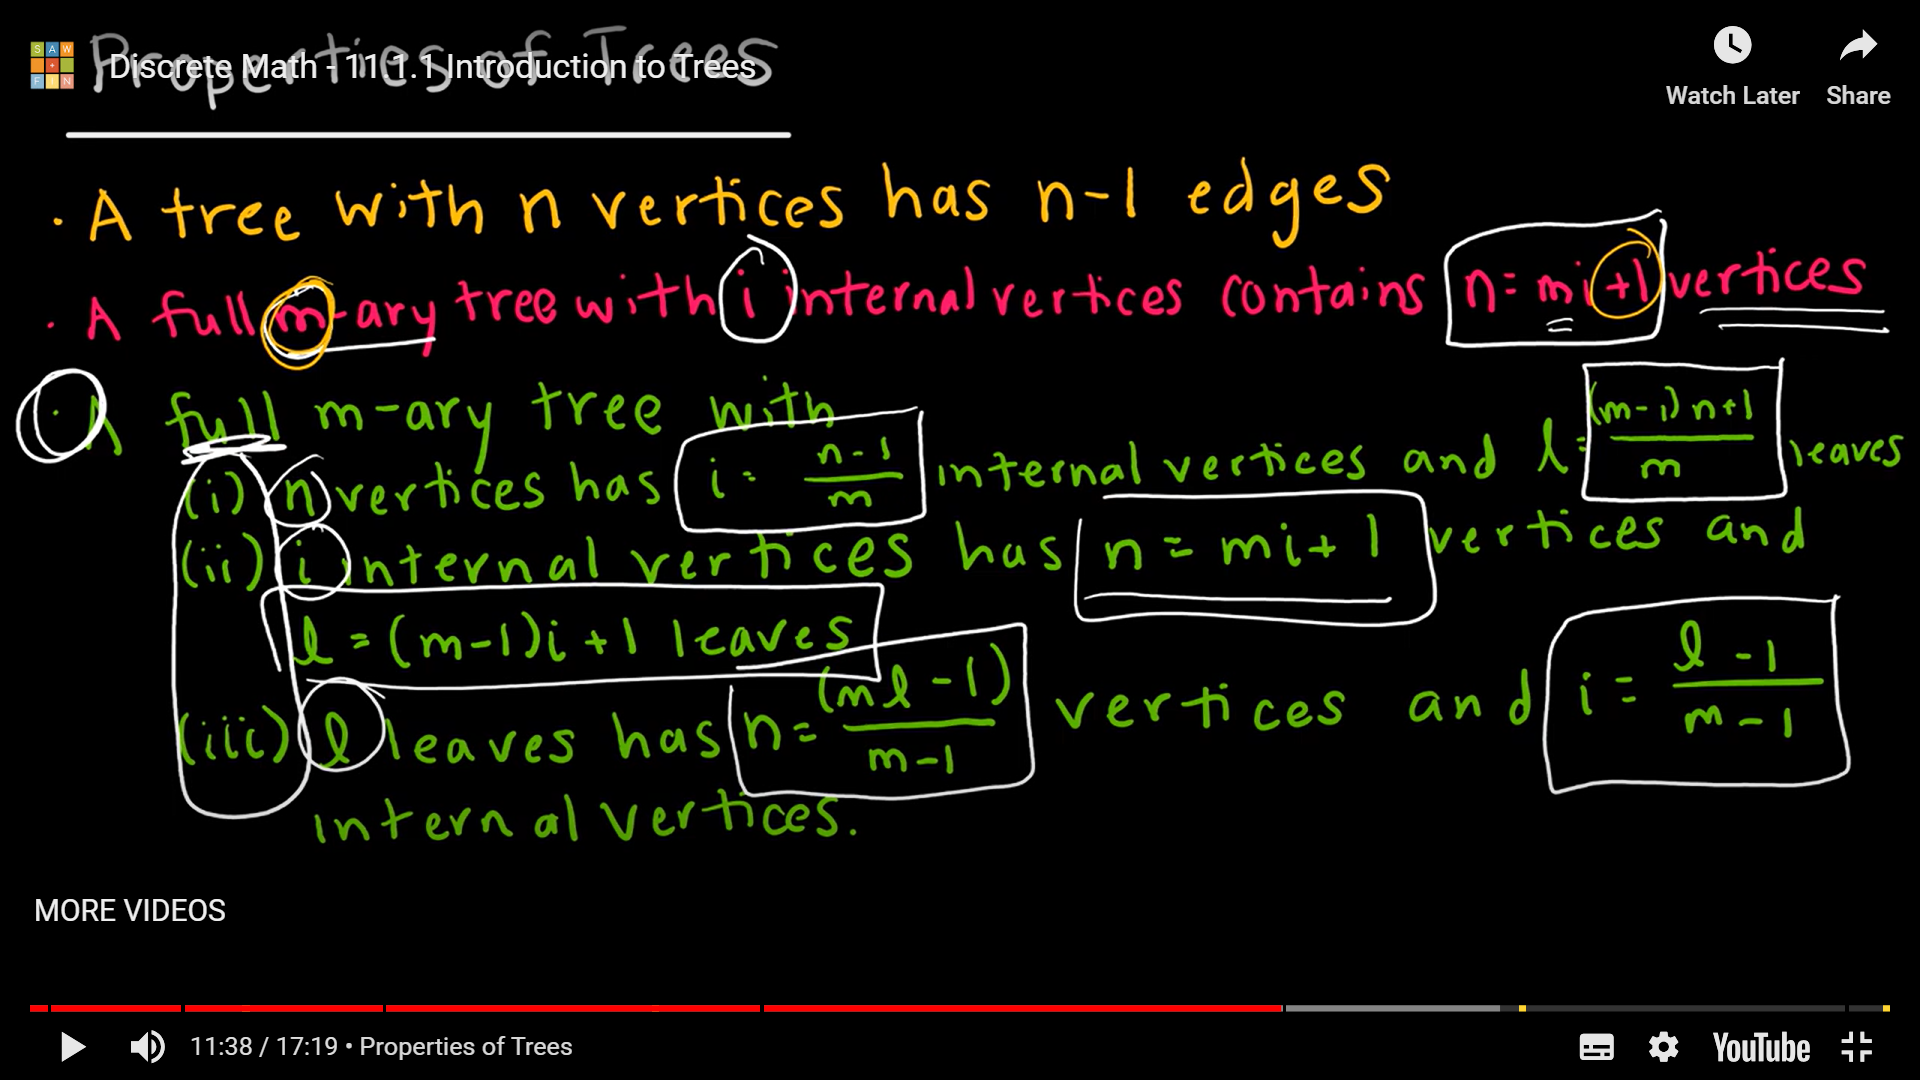 SAW
+
FIN
Properties of Trees
Discrete Math - 11.1.1 Introduction to Trees
Watch Later
Share
· A tree with n vertices has n-1 edges
· A full m-ary tree with i internal vertices contains n= mi+1 vertices
· A full m-ary tree with
(i) n vertices has i= (n-1)/m internal vertices and l= ((m-1)n+1)/m leaves
(ii) i internal vertices has n = mi+1 vertices and
l = (m-1)i+1 leaves
(iii) l leaves has n= (ml-1)/(m-1) vertices and i = (l-1)/(m-1)
internal vertices.
MORE VIDEOS
11:38 / 17:19 • Properties of Trees
YouTube